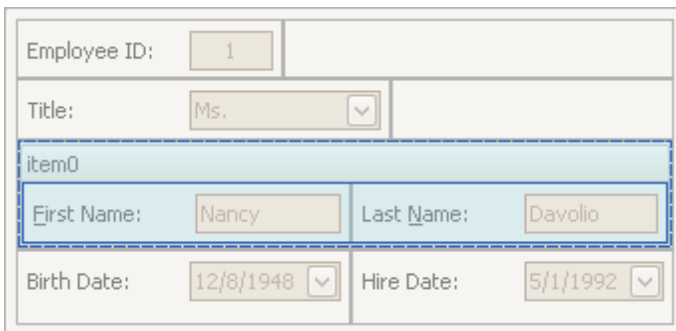 Employee ID: 1
Title: Ms.
item0
First Name: Nancy Last Name: Davolio
Birth Date: 12/8/1948 Hire Date: 5/1/1992